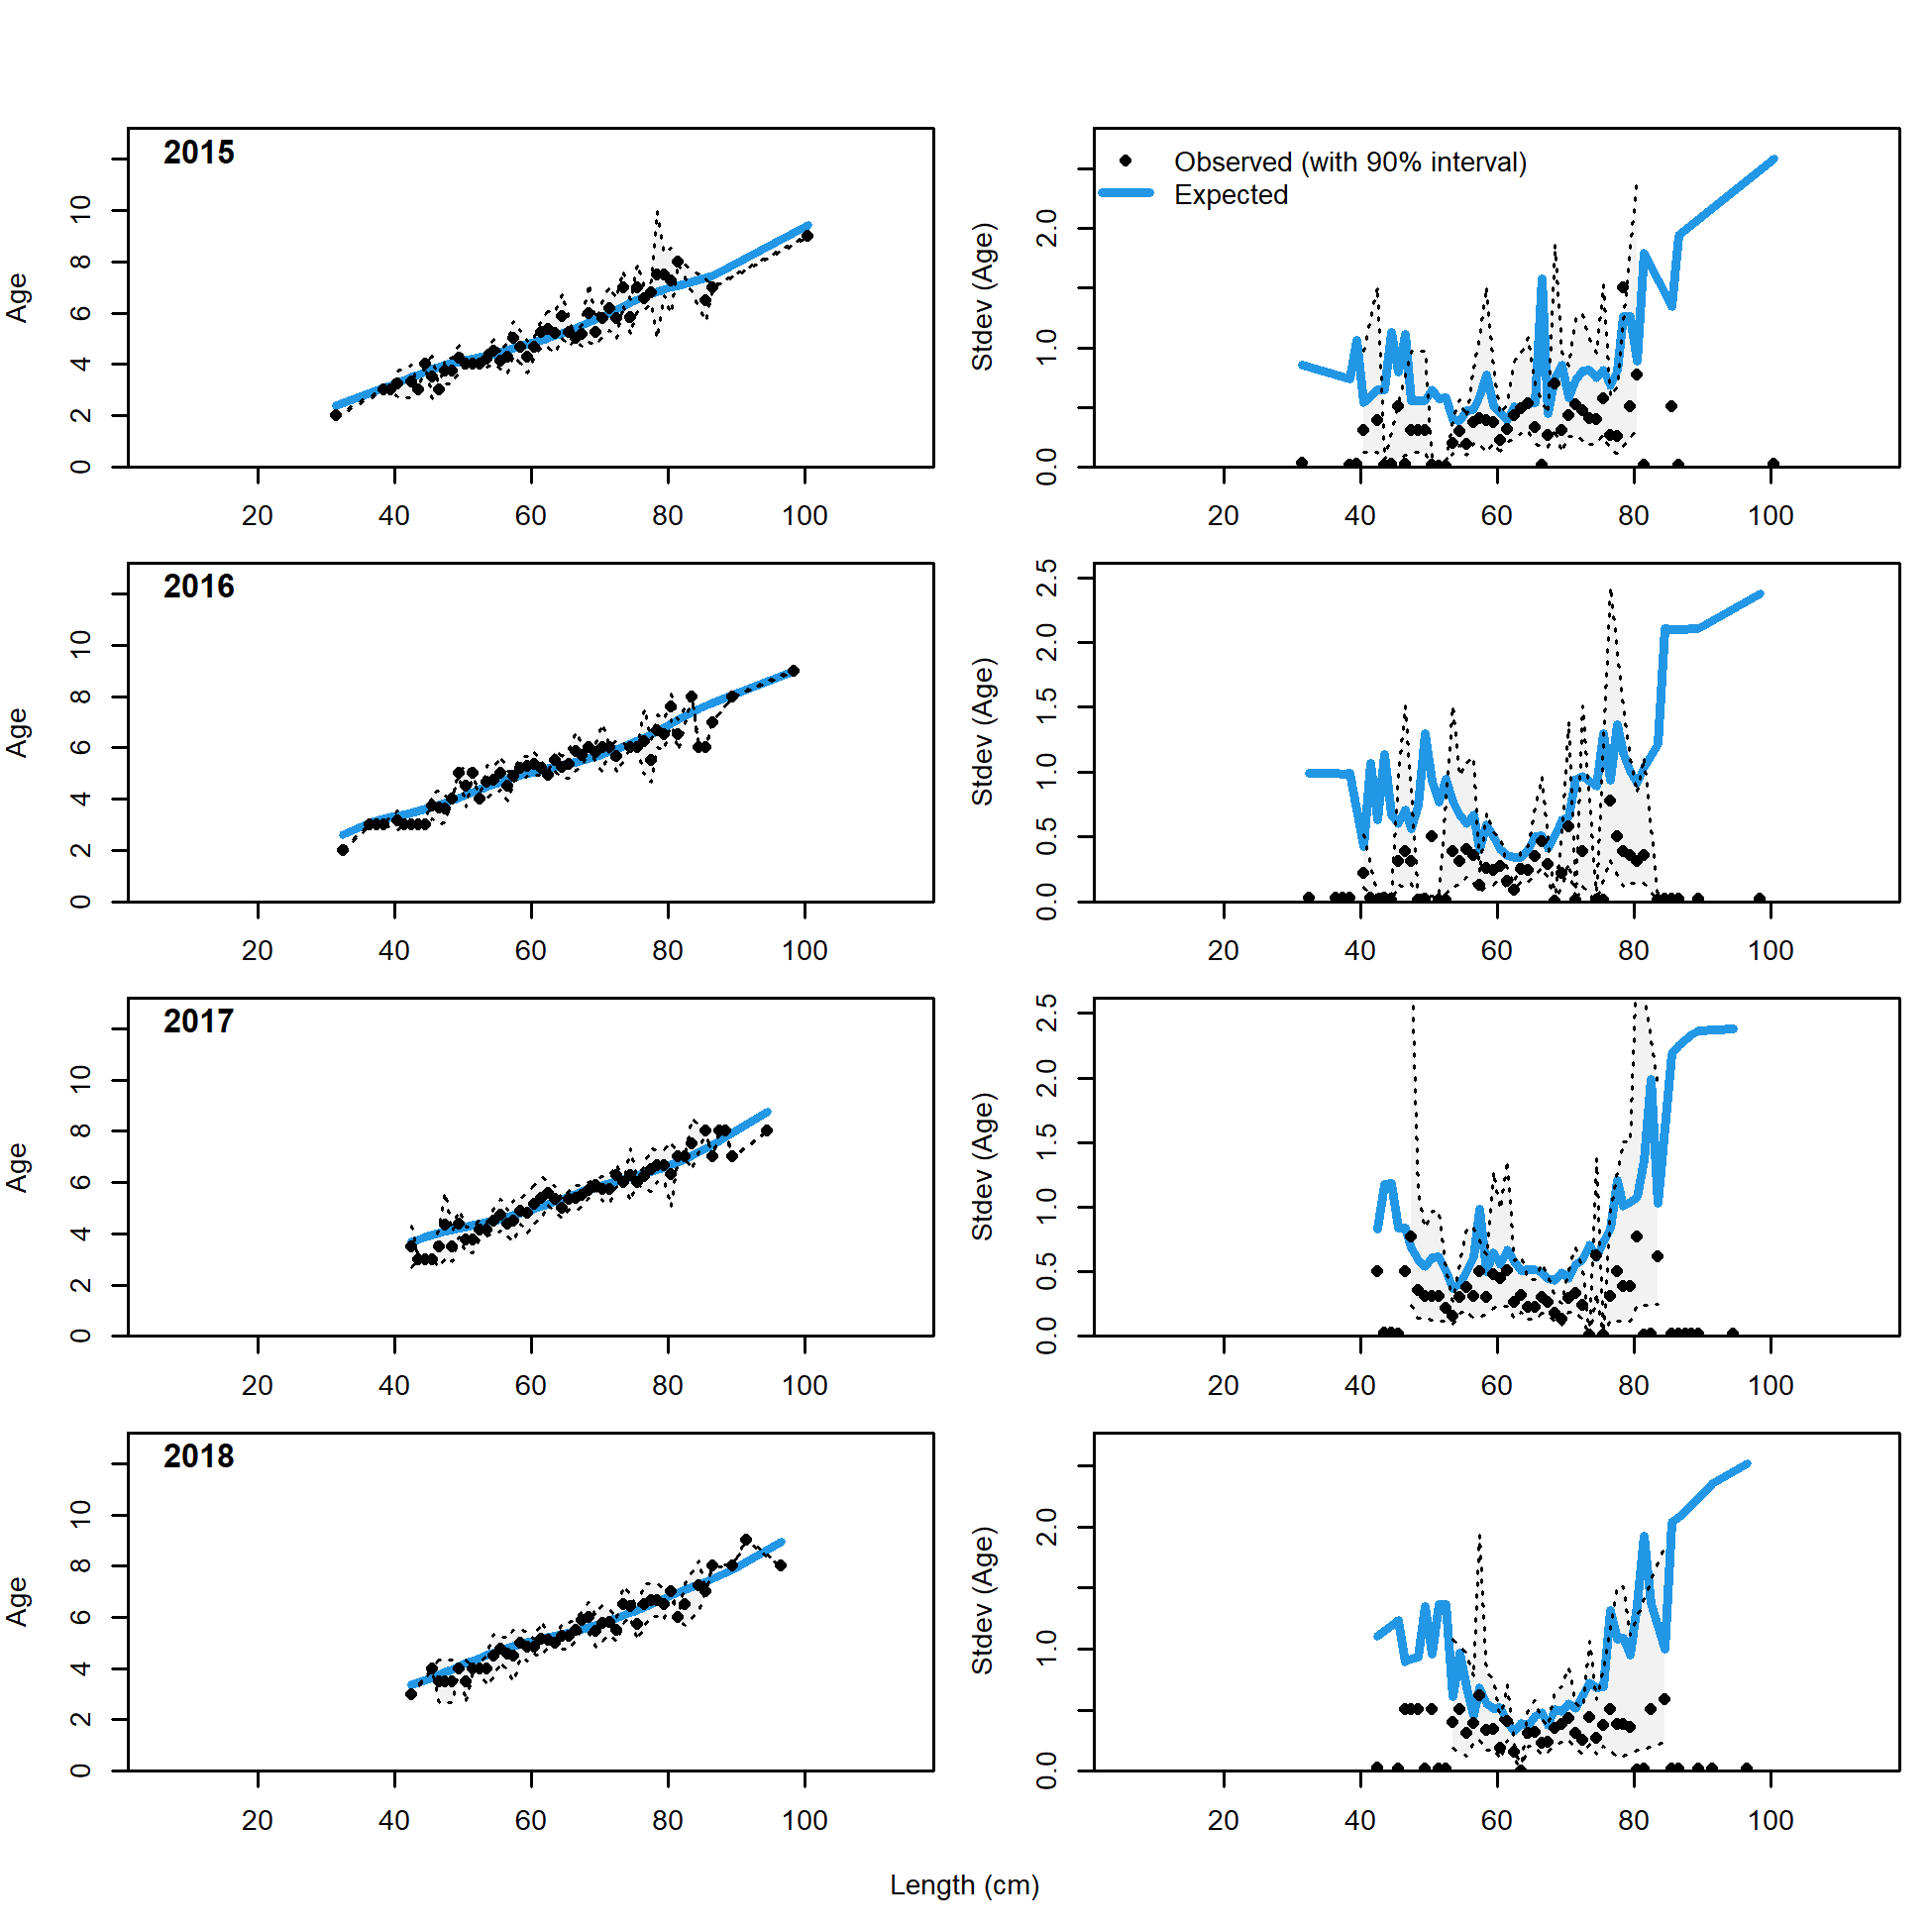 2015
Age
0 2 4 6 8 10
20 40 60 80 100
Observed (with 90% interval)
Expected
Stdev (Age)
0.0 1.0 2.0
20 40 60 80 100
2016
Age
0 2 4 6 8 10
20 40 60 80 100
Stdev (Age)
0.0 0.5 1.0 1.5 2.0 2.5
20 40 60 80 100
2017
Age
0 2 4 6 8 10
20 40 60 80 100
Stdev (Age)
0.0 0.5 1.0 1.5 2.0 2.5
20 40 60 80 100
2018
Age
0 2 4 6 8 10
20 40 60 80 100
Stdev (Age)
0.0 1.0 2.0
20 40 60 80 100
Length (cm)